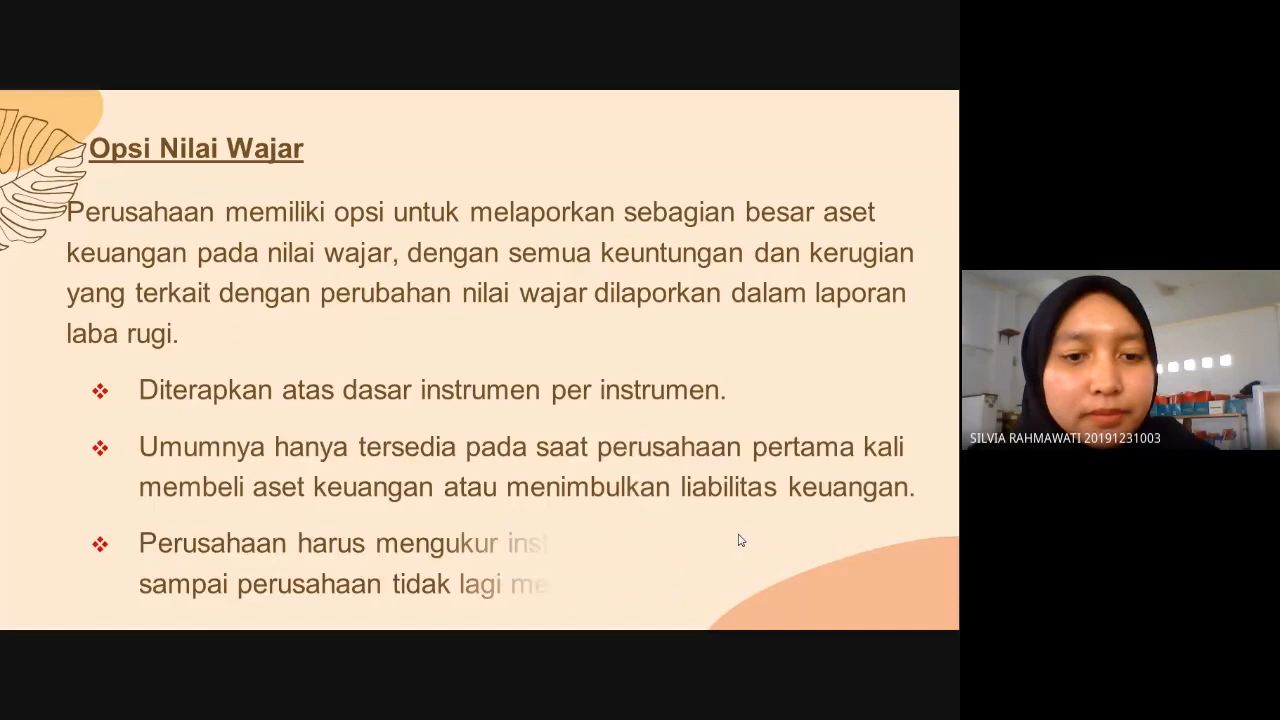 Opsi Nilai Wajar
Perusahaan memiliki opsi untuk melaporkan sebagian besar aset
keuangan pada nilai wajar, dengan semua keuntungan dan kerugian
yang terkait dengan perubahan nilai wajar dilaporkan dalam laporan
laba rugi.
Diterapkan atas dasar instrumen per instrumen.
Umumnya hanya tersedia pada saat perusahaan pertama kali
membeli aset keuangan atau menimbulkan liabilitas keuangan.
Perusahaan harus mengukur
sampai perusahaan tidak lagi
SILVIA RAHMAWATI 20191231003